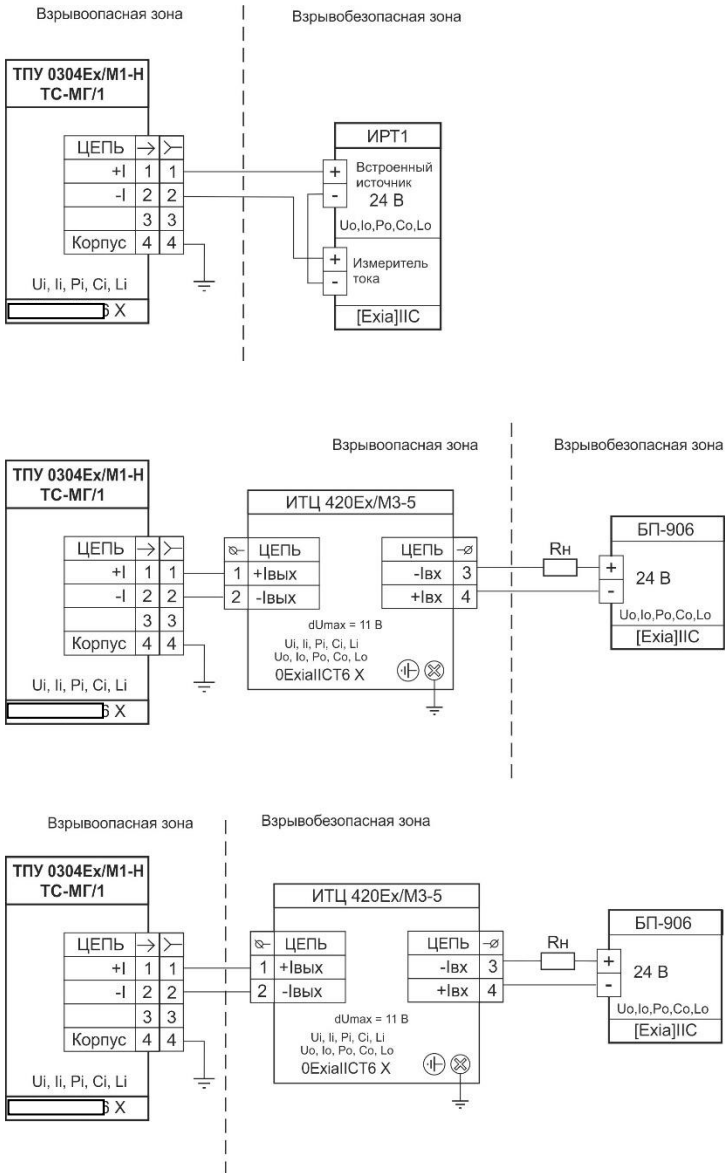 Взрывоопасная зона
Взрывобезопасная зона
ТПУ 0304Ex/М1-Н
ТС-МГ/1
ЦЕПЬ
+I 1 1
-I 2 2
3 3
Корпус 4 4
Ui, Ii, Pi, Ci, Li
6 X
ИРТ1
+ Встроенный
источник
- 24 В
Uo,Io,Po,Co,Lo
+ Измеритель
- тока
[Exia]IIC
Взрывоопасная зона
Взрывобезопасная зона
ТПУ 0304Ex/М1-Н
ТС-МГ/1
ЦЕПЬ
+I 1 1
-I 2 2
3 3
Корпус 4 4
Ui, Ii, Pi, Ci, Li
6 X
ИТЦ 420Ex/М3-5
ЦЕПЬ
1 +Iвых
2 -Iвых
ЦЕПЬ
-Iвх 3
+Iвх 4
dUmax = 11 В
Ui, Ii, Pi, Ci, Li
Uo, Io, Po, Co, Lo
0ExiaIICT6 X
Rн
БП-906
+
24 В
-
Uo,Io,Po,Co,Lo
[Exia]IIC
Взрывоопасная зона
Взрывобезопасная зона
ТПУ 0304Ex/М1-Н
ТС-МГ/1
ЦЕПЬ
+I 1 1
-I 2 2
3 3
Корпус 4 4
Ui, Ii, Pi, Ci, Li
6 X
ИТЦ 420Ex/М3-5
ЦЕПЬ
1 +Iвых
2 -Iвых
ЦЕПЬ
-Iвх 3
+Iвх 4
dUmax = 11 В
Ui, Ii, Pi, Ci, Li
Uo, Io, Po, Co, Lo
0ExiaIICT6 X
Rн
БП-906
+
24 В
-
Uo,Io,Po,Co,Lo
[Exia]IIC